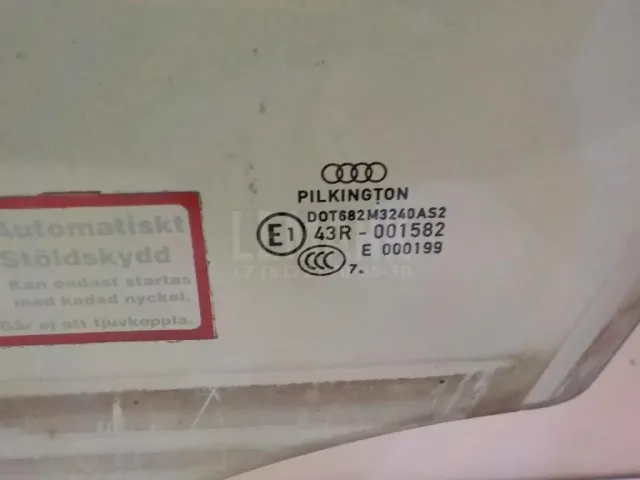 PILKINGTON
DOT682M3240AS2
E1 43R - 001582
E 000199
CCC 7.
Automatiskt
Stöldskydd
Kan endast startas
med kodad nyckel.
Går ej att tjuvkoppla.